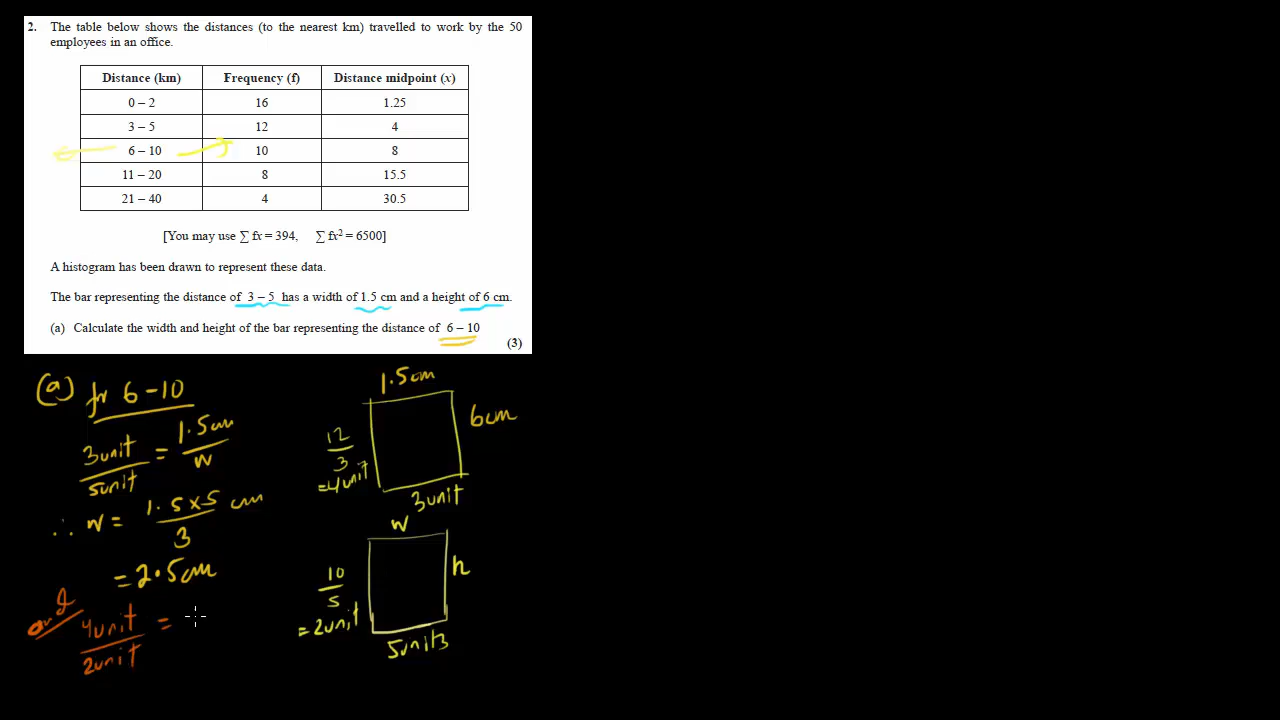 2. The table below shows the distances (to the nearest km) travelled to work by the 50
employees in an office.
Distance (km) Frequency (f) Distance midpoint (x)
0 – 2 16 1.25
3 – 5 12 4
6 – 10 10 8
11 – 20 8 15.5
21 – 40 4 30.5
[You may use ∑ fx = 394, ∑ fx² = 6500]
A histogram has been drawn to represent these data.
The bar representing the distance of 3 – 5 has a width of 1.5 cm and a height of 6 cm.
(a) Calculate the width and height of the bar representing the distance of 6 – 10
(3)
(a) fr 6 - 10
3unit / 5unit = 1.5cm / w
∴ w = 1.5 × 5 / 3 cm
= 2.5cm
and 4unit / 2unit =
1.5cm
6cm
12 / 3
= 4unit
3unit
w
h
10 / 5
= 2unit
5units